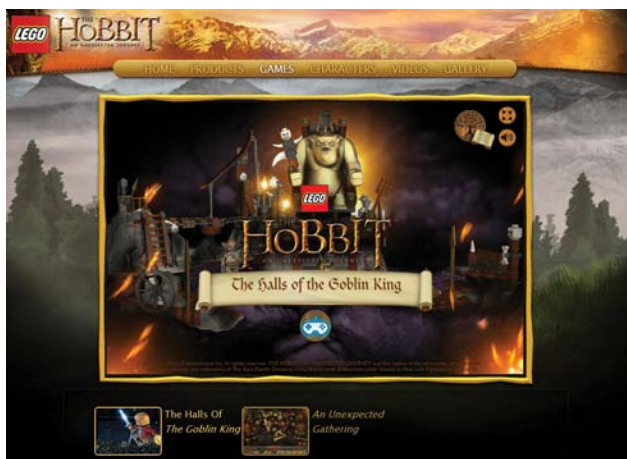 LEGO THE HOBBIT
AN UNEXPECTED JOURNEY
HOME PRODUCTS GAMES CHARACTERS VIDEOS GALLERY
LEGO
THE
HOBBIT
AN UNEXPECTED JOURNEY
The Halls of the Goblin King
The Halls Of
The Goblin King
An Unexpected
Gathering